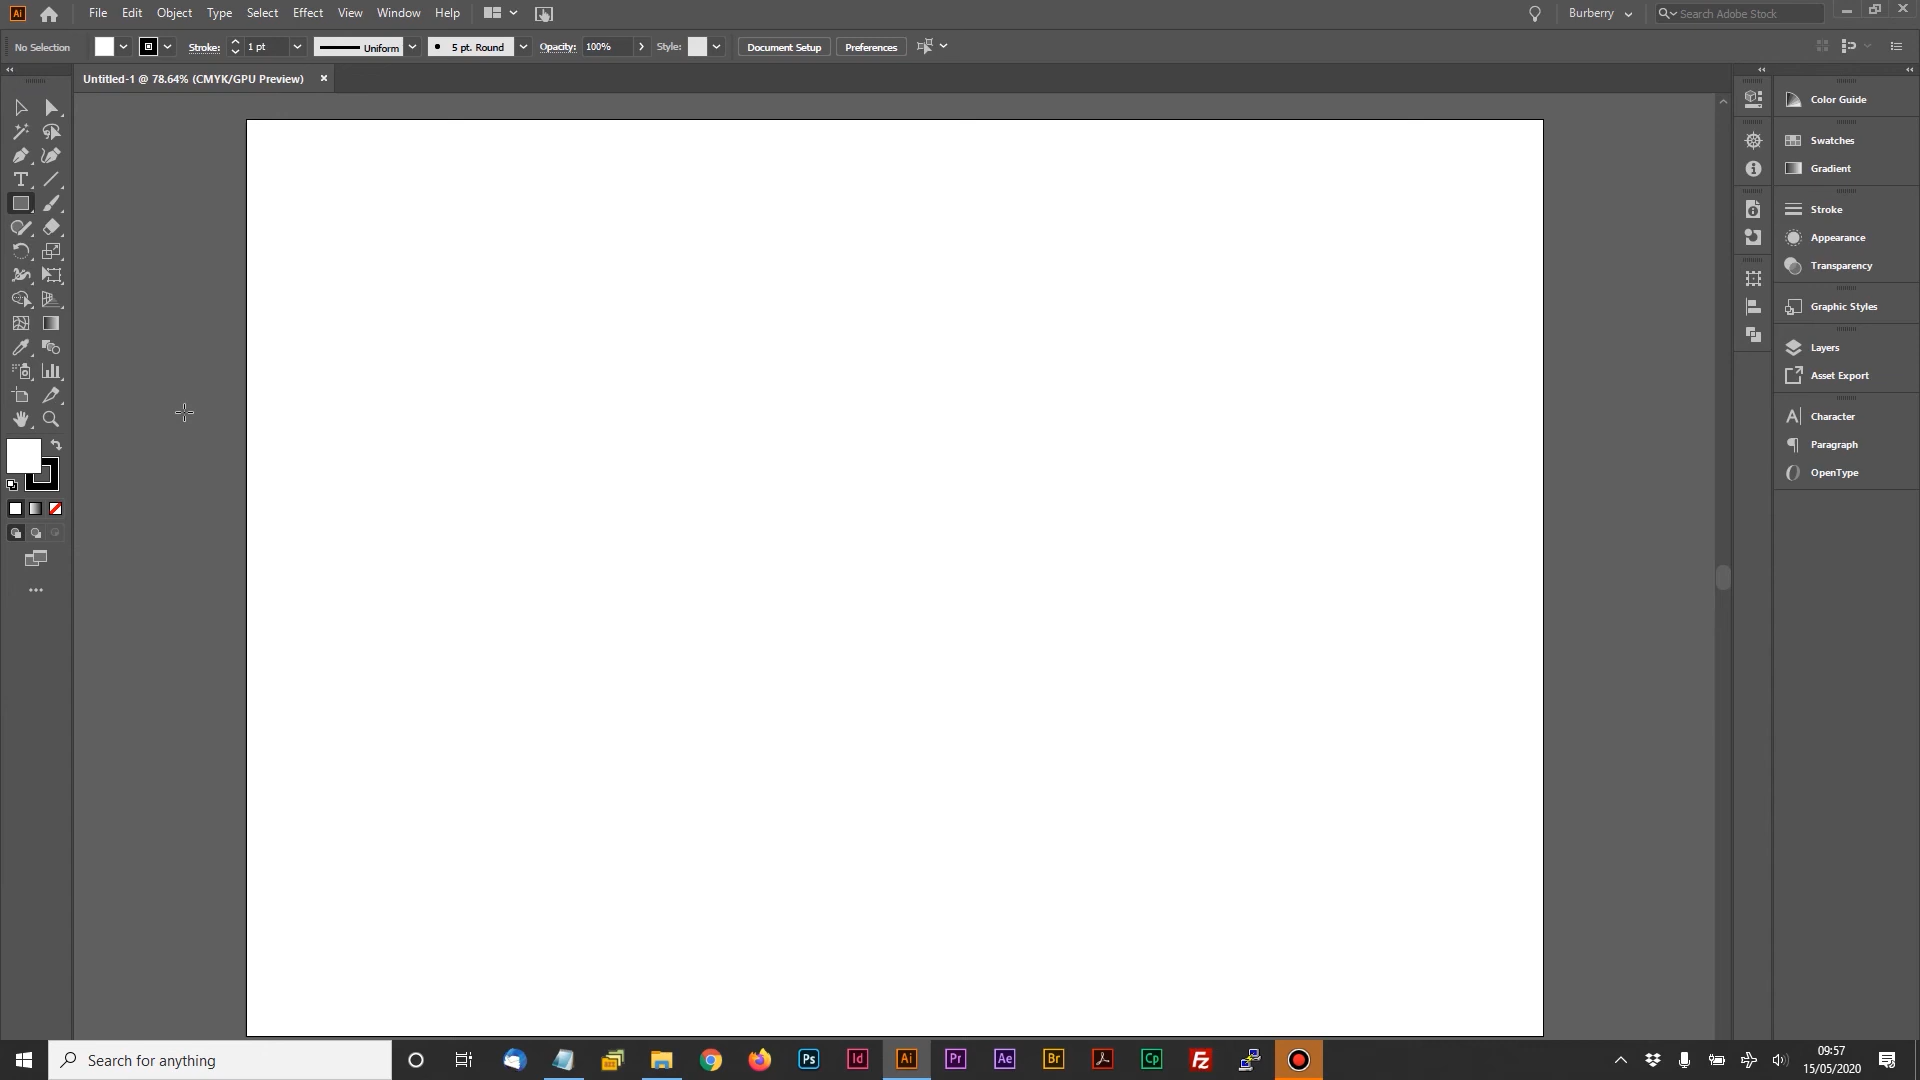 Ai File Edit Object Type Select Effect View Window Help Burberry Search Adobe Stock
No Selection Stroke: 1 pt Uniform 5 pt. Round Opacity: 100% Style: Document Setup Preferences
Untitled-1 @ 78.64% (CMYK/GPU Preview) ×
Color Guide
Swatches
Gradient
Stroke
Appearance
Transparency
Graphic Styles
Layers
Asset Export
Character
Paragraph
OpenType
Search for anything Ps Id Ai Pr Ae Br Cp Fz 09:57
15/05/2020